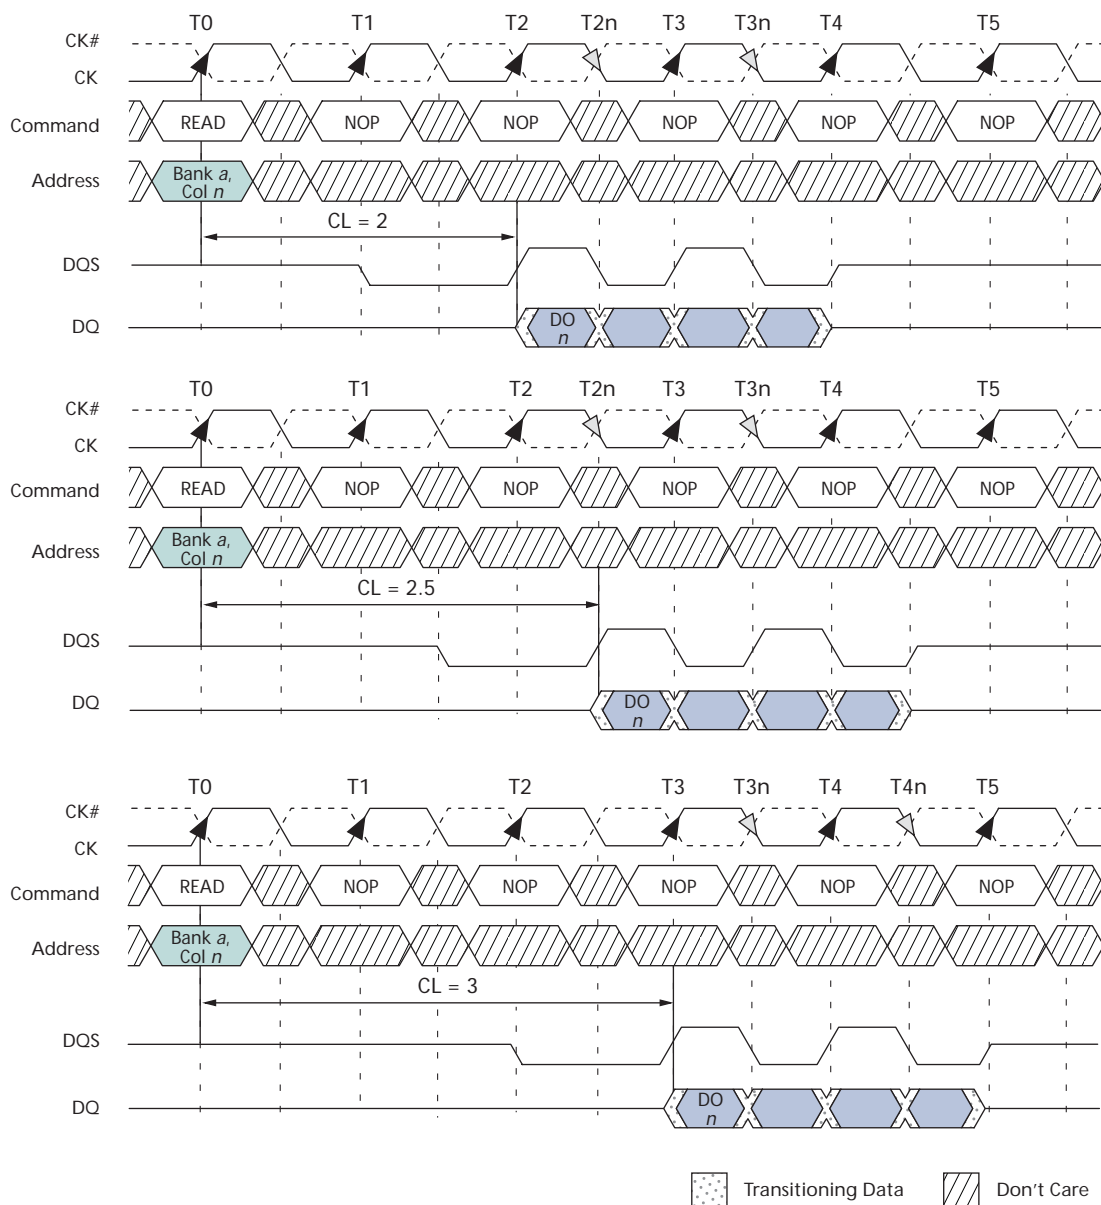 T0 T1 T2 T2n T3 T3n T4 T5
CK#
CK
Command READ NOP NOP NOP NOP NOP
Address Bank a,
Col n
CL = 2
DQS
DQ DO
n
T0 T1 T2 T2n T3 T3n T4 T5
CK#
CK
Command READ NOP NOP NOP NOP NOP
Address Bank a,
Col n
CL = 2.5
DQS
DQ DO
n
T0 T1 T2 T3 T3n T4 T4n T5
CK#
CK
Command READ NOP NOP NOP NOP NOP
Address Bank a,
Col n
CL = 3
DQS
DQ DO
n
Transitioning Data Don't Care